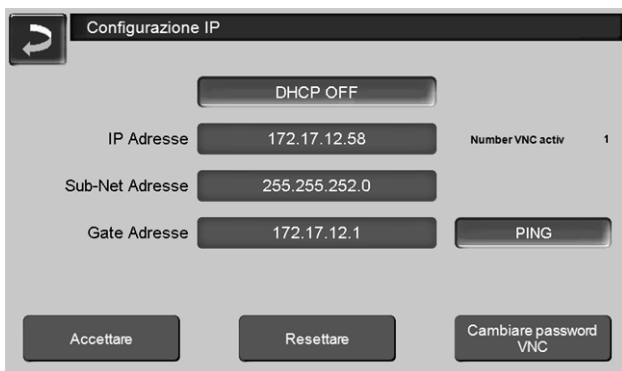 Configurazione IP
DHCP OFF
IP Adresse 172.17.12.58 Number VNC activ 1
Sub-Net Adresse 255.255.252.0
Gate Adresse 172.17.12.1 PING
Accettare Resettare Cambiare password
VNC